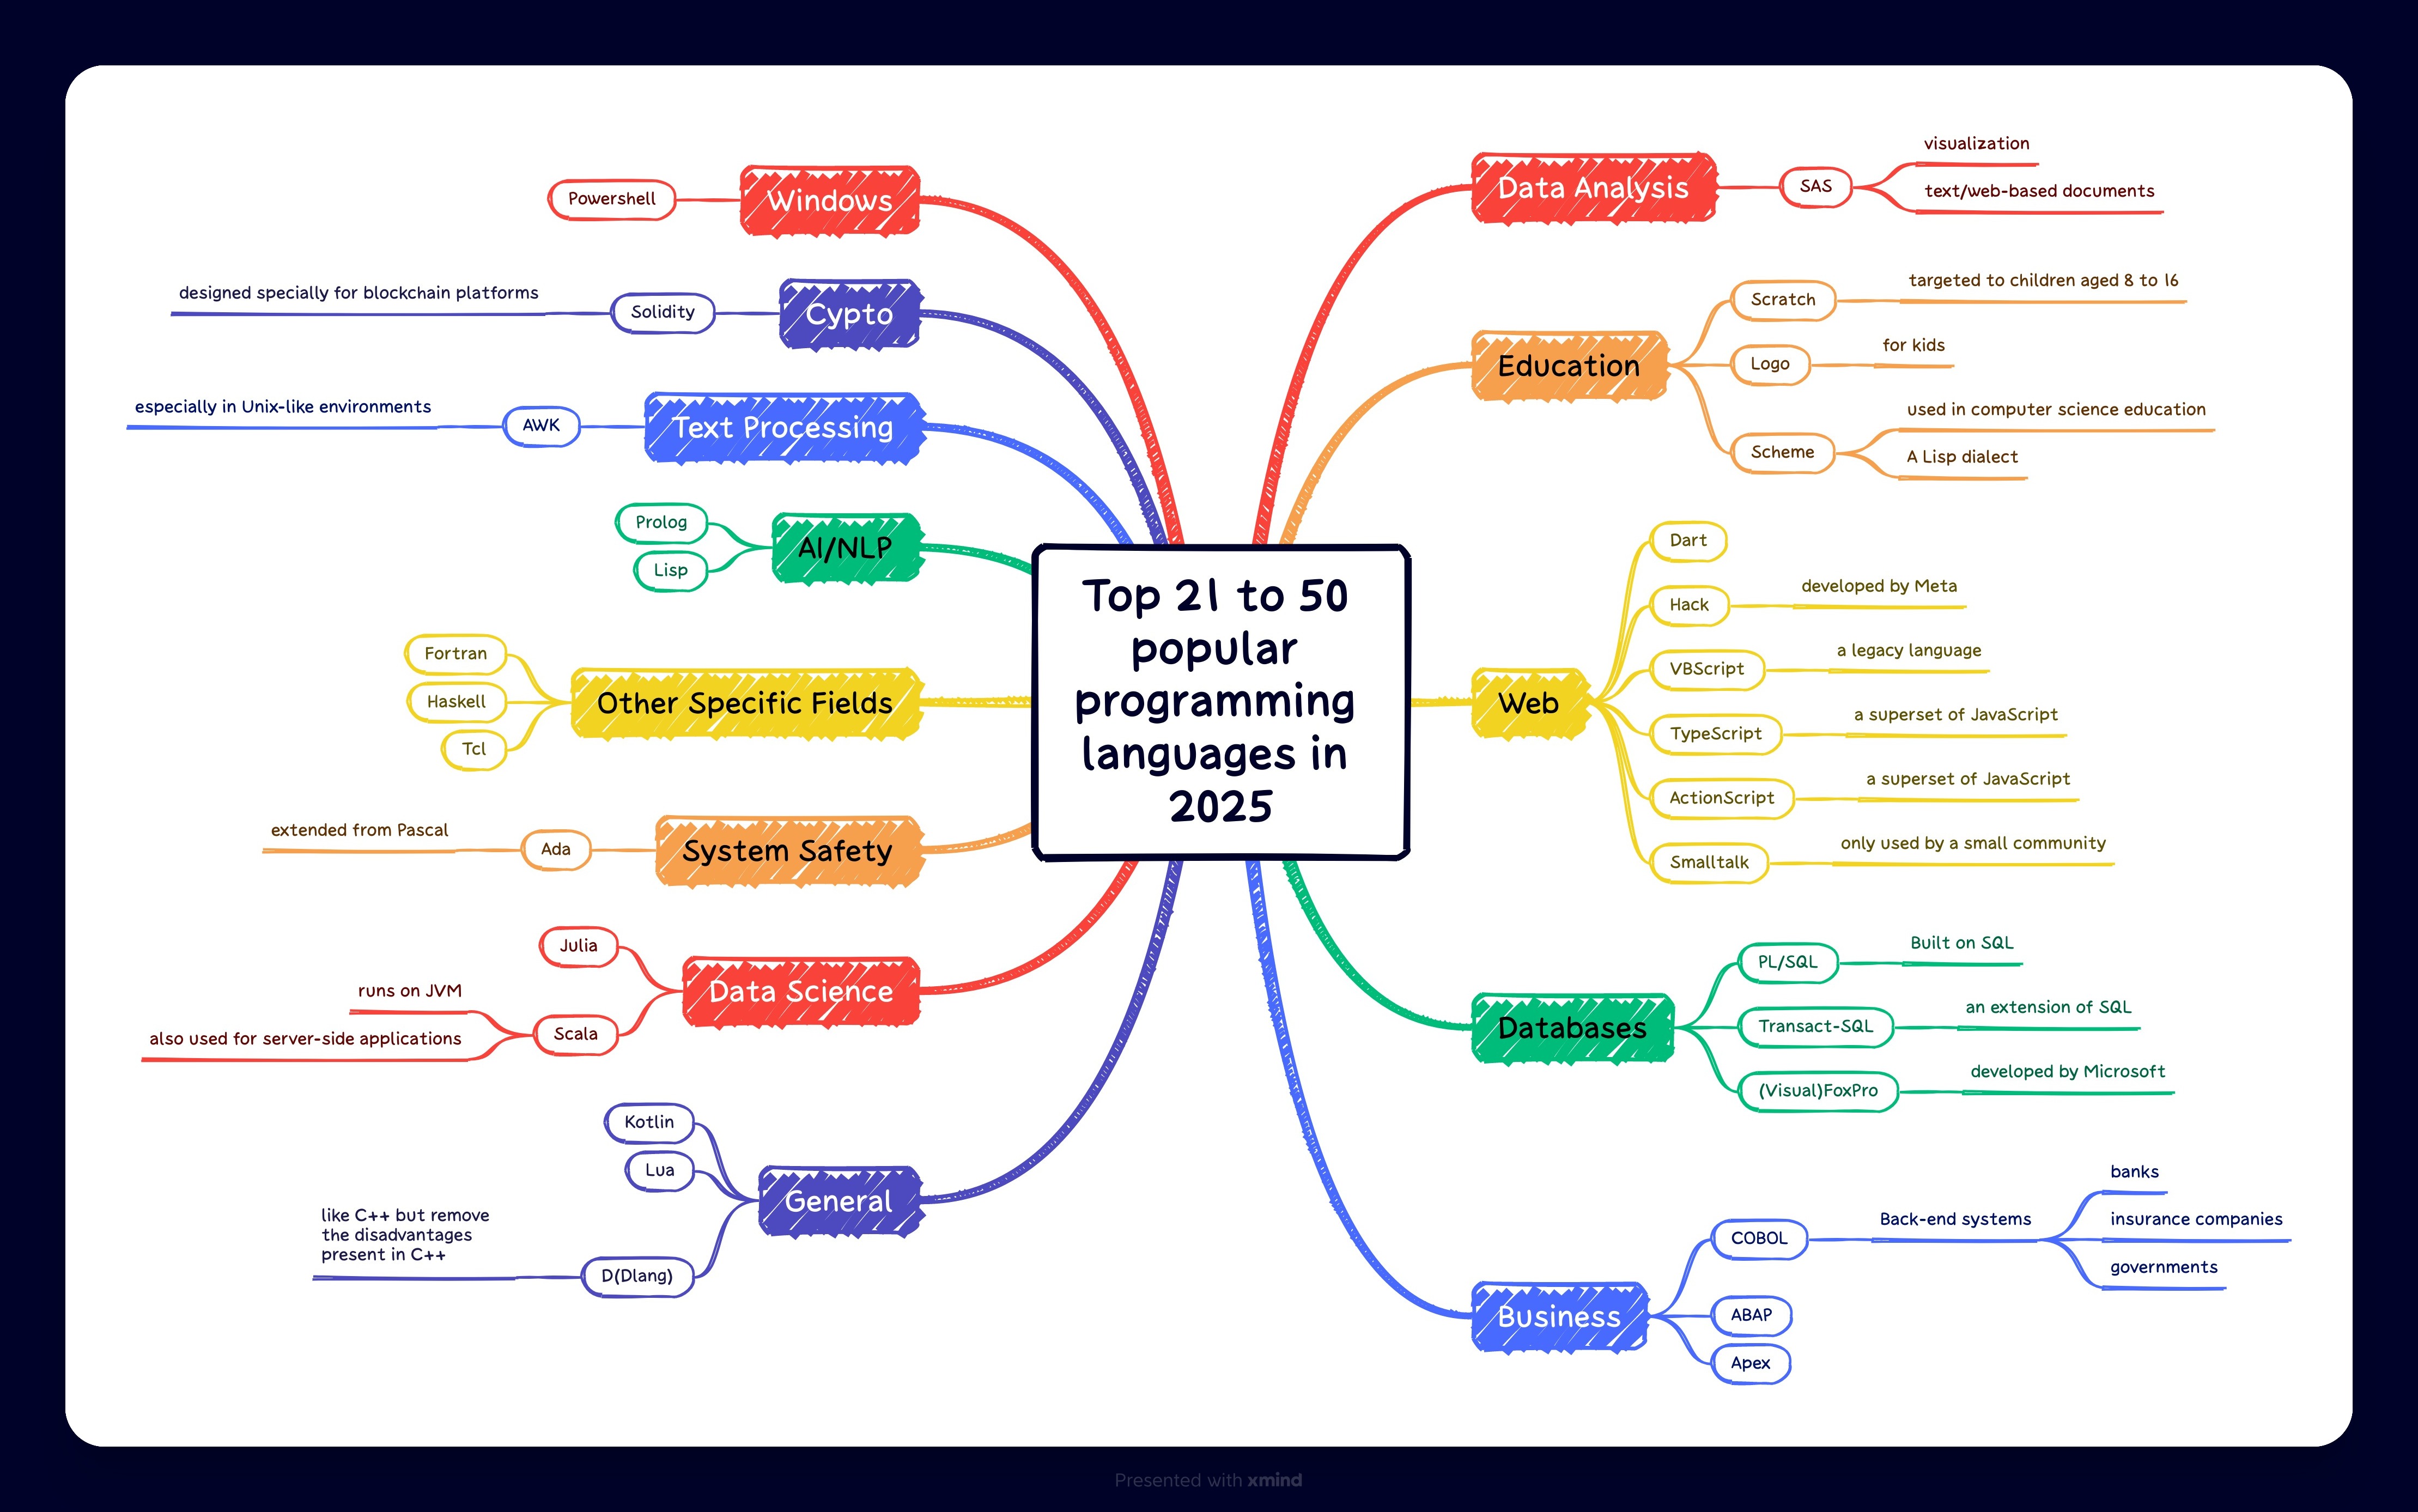 Top 21 to 50
popular
programming
languages in
2025
Data Analysis
SAS
visualization
text/web-based documents
Education
Scratch
targeted to children aged 8 to 16
Logo
for kids
Scheme
used in computer science education
A Lisp dialect
Web
Dart
Hack
developed by Meta
VBScript
a legacy language
TypeScript
a superset of JavaScript
ActionScript
a superset of JavaScript
Smalltalk
only used by a small community
Databases
PL/SQL
Built on SQL
Transact-SQL
an extension of SQL
(Visual)FoxPro
developed by Microsoft
Business
COBOL
Back-end systems
banks
insurance companies
governments
ABAP
Apex
Windows
Powershell
Cypto
Solidity
designed specially for blockchain platforms
Text Processing
AWK
especially in Unix-like environments
AI/NLP
Prolog
Lisp
Other Specific Fields
Fortran
Haskell
Tcl
System Safety
Ada
extended from Pascal
Data Science
Julia
Scala
runs on JVM
also used for server-side applications
General
Kotlin
Lua
D(Dlang)
like C++ but remove
the disadvantages
present in C++
Presented with xmind